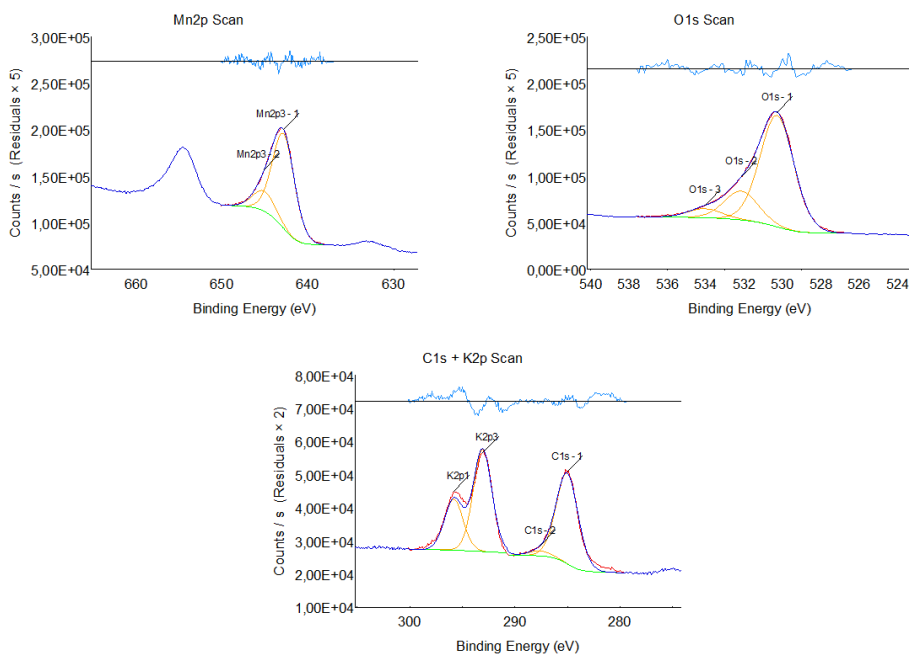 Mn2p Scan
Counts / s (Residuals × 5)
3,00E+05
2,50E+05
2,00E+05
1,50E+05
1,00E+05
5,00E+04
Mn2p3 - 1
Mn2p3 - 2
660
650
640
630
Binding Energy (eV)
O1s Scan
Counts / s (Residuals × 5)
2,50E+05
2,00E+05
1,50E+05
1,00E+05
5,00E+04
0,00E+00
O1s - 1
O1s - 2
O1s - 3
540
538
536
534
532
530
528
526
524
Binding Energy (eV)
C1s + K2p Scan
Counts / s (Residuals × 2)
8,00E+04
7,00E+04
6,00E+04
5,00E+04
4,00E+04
3,00E+04
2,00E+04
1,00E+04
K2p3
K2p1
C1s - 1
C1s - 2
300
290
280
Binding Energy (eV)